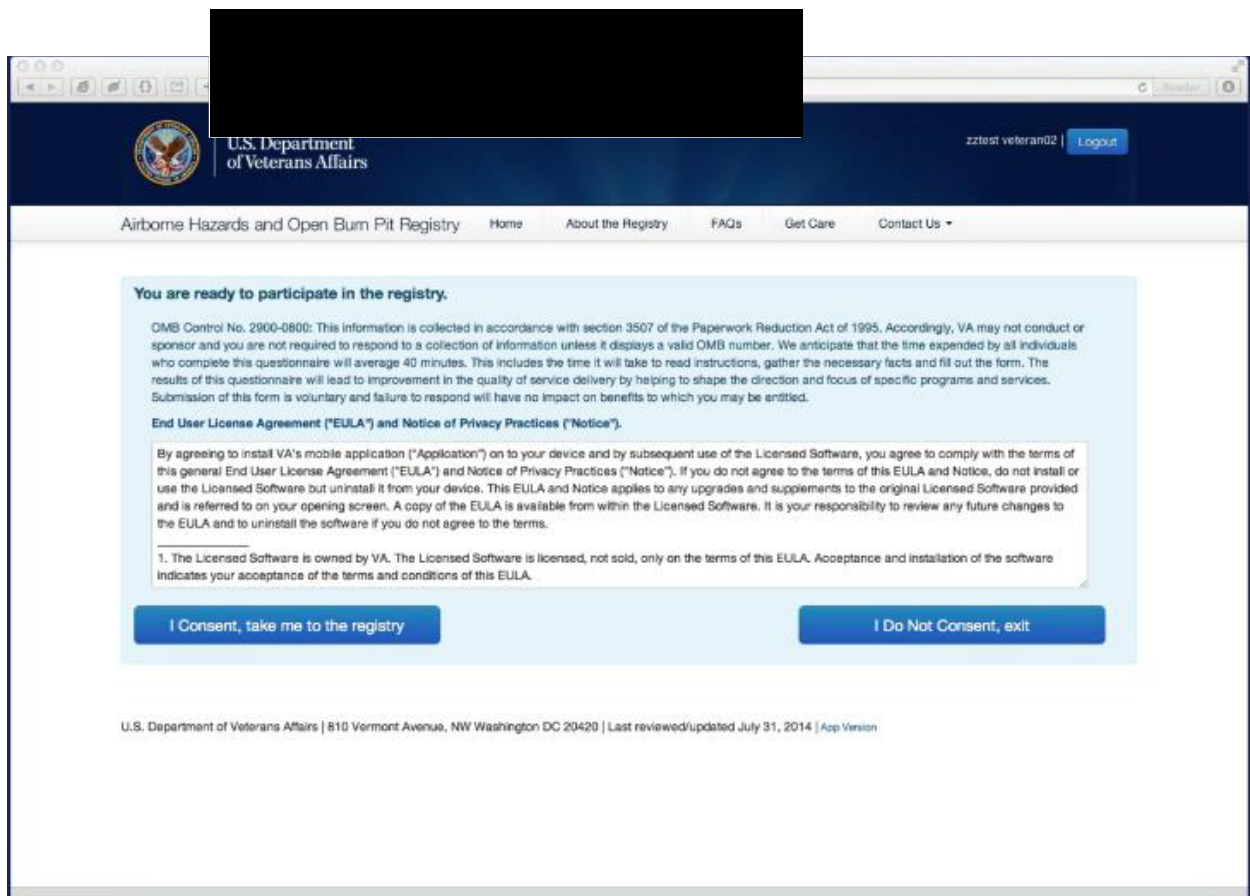 Reader
U.S. Department
of Veterans Affairs
zztest veteran02 | Logout
Airborne Hazards and Open Burn Pit Registry Home About the Registry FAQs Get Care Contact Us
You are ready to participate in the registry.
OMB Control No. 2900-0800: This information is collected in accordance with section 3507 of the Paperwork Reduction Act of 1995. Accordingly, VA may not conduct or
sponsor and you are not required to respond to a collection of information unless it displays a valid OMB number. We anticipate that the time expended by all individuals
who complete this questionnaire will average 40 minutes. This includes the time it will take to read instructions, gather the necessary facts and fill out the form. The
results of this questionnaire will lead to improvement in the quality of service delivery by helping to shape the direction and focus of specific programs and services.
Submission of this form is voluntary and failure to respond will have no impact on benefits to which you may be entitled.
End User License Agreement ("EULA") and Notice of Privacy Practices ("Notice").
By agreeing to install VA's mobile application ("Application") on to your device and by subsequent use of the Licensed Software, you agree to comply with the terms of
this general End User License Agreement ("EULA") and Notice of Privacy Practices ("Notice"). If you do not agree to the terms of this EULA and Notice, do not install or
use the Licensed Software but uninstall it from your device. This EULA and Notice applies to any upgrades and supplements to the original Licensed Software provided
and is referred to on your opening screen. A copy of the EULA is available from within the Licensed Software. It is your responsibility to review any future changes to
the EULA and to uninstall the software if you do not agree to the terms.
1. The Licensed Software is owned by VA. The Licensed Software is licensed, not sold, only on the terms of this EULA. Acceptance and installation of the software
indicates your acceptance of the terms and conditions of this EULA.
I Consent, take me to the registry
I Do Not Consent, exit
U.S. Department of Veterans Affairs | 810 Vermont Avenue, NW Washington DC 20420 | Last reviewed/updated July 31, 2014 | App Version